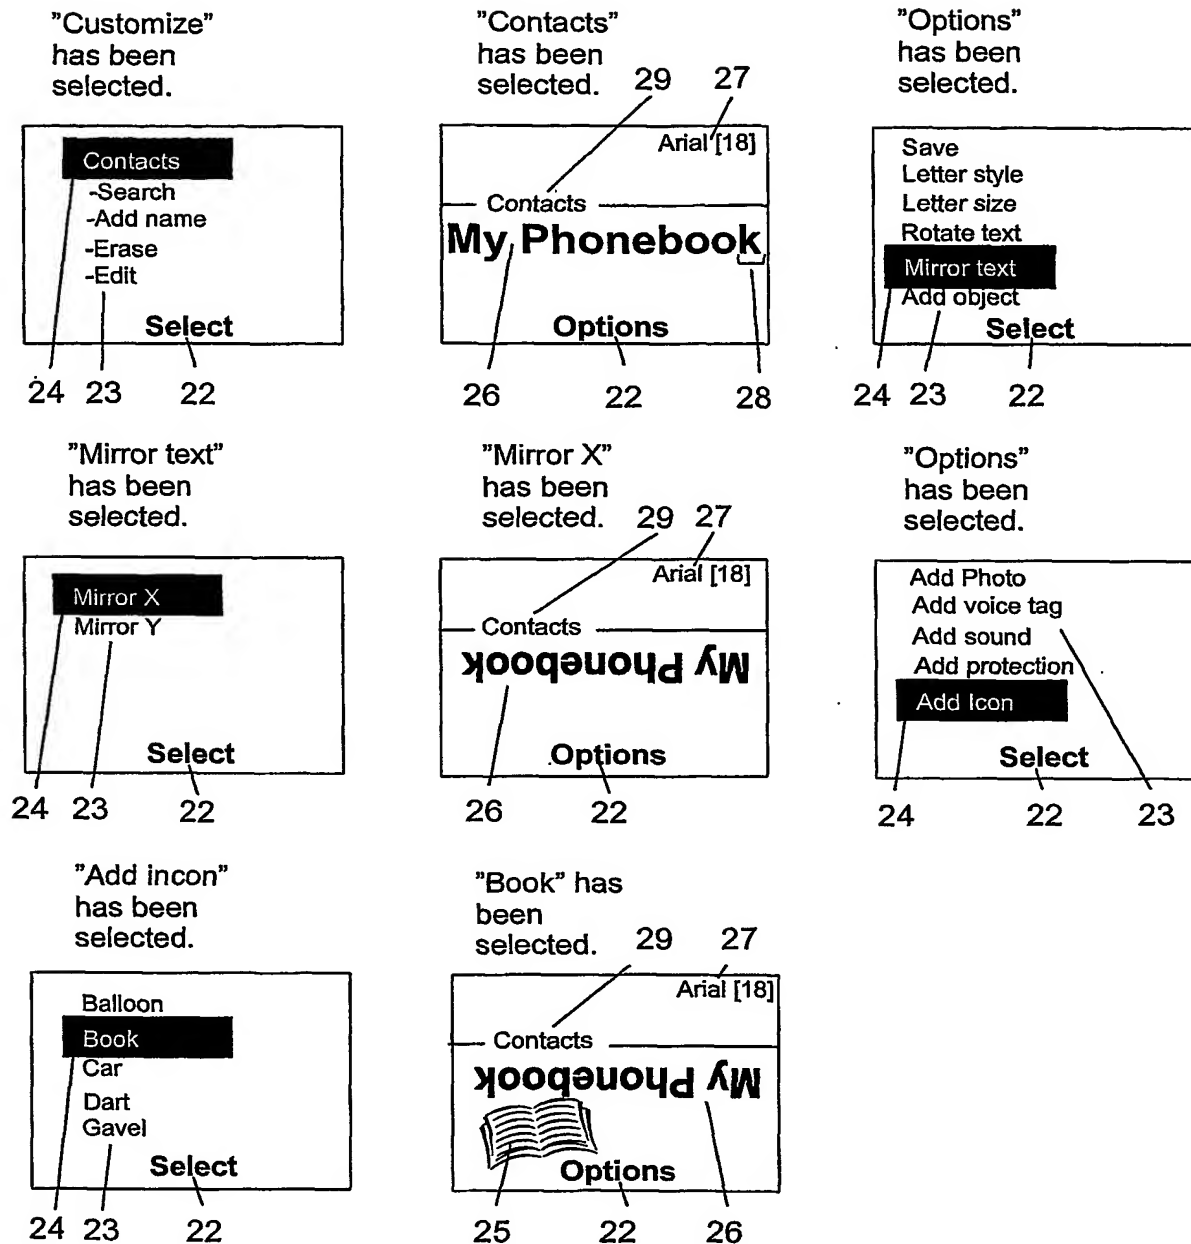 ”Customize”
has been
selected.
Contacts
-Search
-Add name
-Erase
-Edit
Select
24 23 22
”Contacts”
has been
selected. 29 27
Arial [18]
Contacts
My Phonebook
Options
26 22 28
”Options”
has been
selected.
Save
Letter style
Letter size
Rotate text
Mirror text
Add object
Select
24 23 22
”Mirror text”
has been
selected.
Mirror X
Mirror Y
Select
24 23 22
”Mirror X”
has been
selected. 29 27
Arial [18]
Contacts
My Phonebook
Options
26 22
”Options”
has been
selected.
Add Photo
Add voice tag
Add sound
Add protection
Add Icon
Select
24 22 23
”Add incon”
has been
selected.
Balloon
Book
Car
Dart
Gavel
Select
24 23 22
”Book” has
been
selected. 29 27
Arial [18]
Contacts
My Phonebook
Options
25 22 26